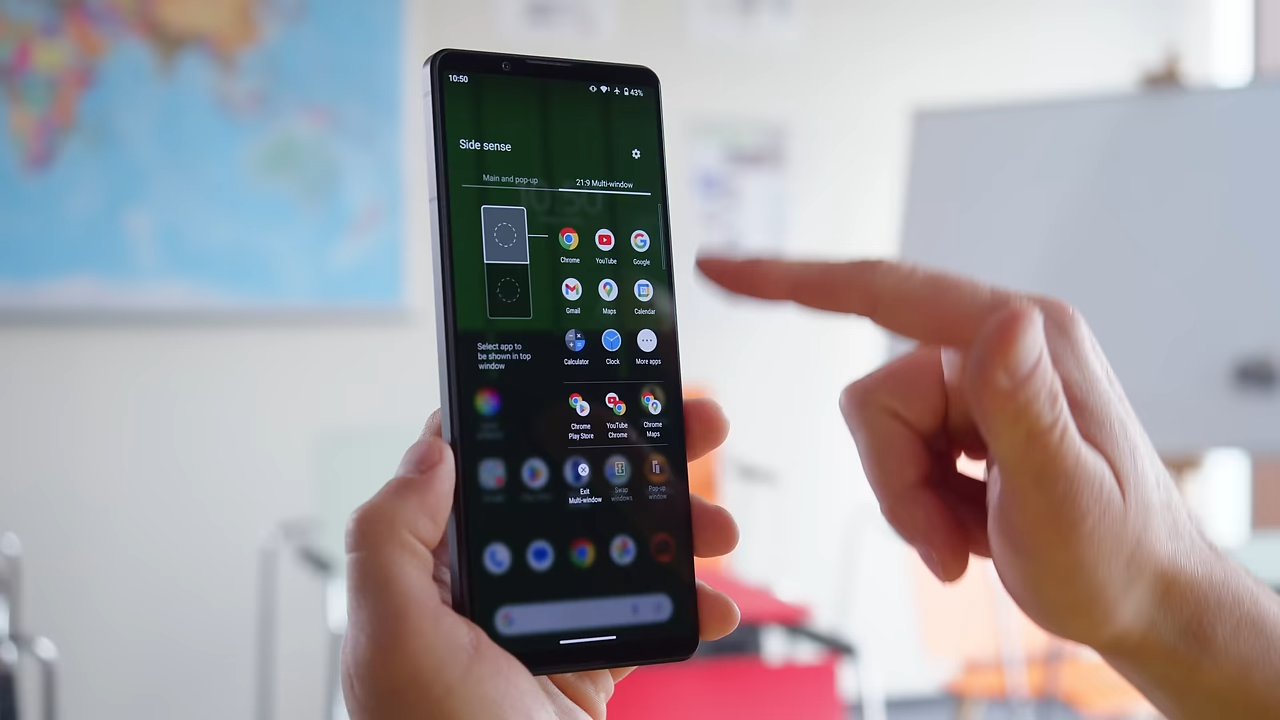 10:50
43%
Side sense
Main and pop-up
21:9 Multi-window
10:50
Chrome
YouTube
Google
Gmail
Maps
Calendar
Select app to
be shown in top
window
Calculator
Clock
More apps
Chrome
Play Store
YouTube
Chrome
Chrome
Maps
Exit
Multi-window
Swap
windows
Pop-up
window